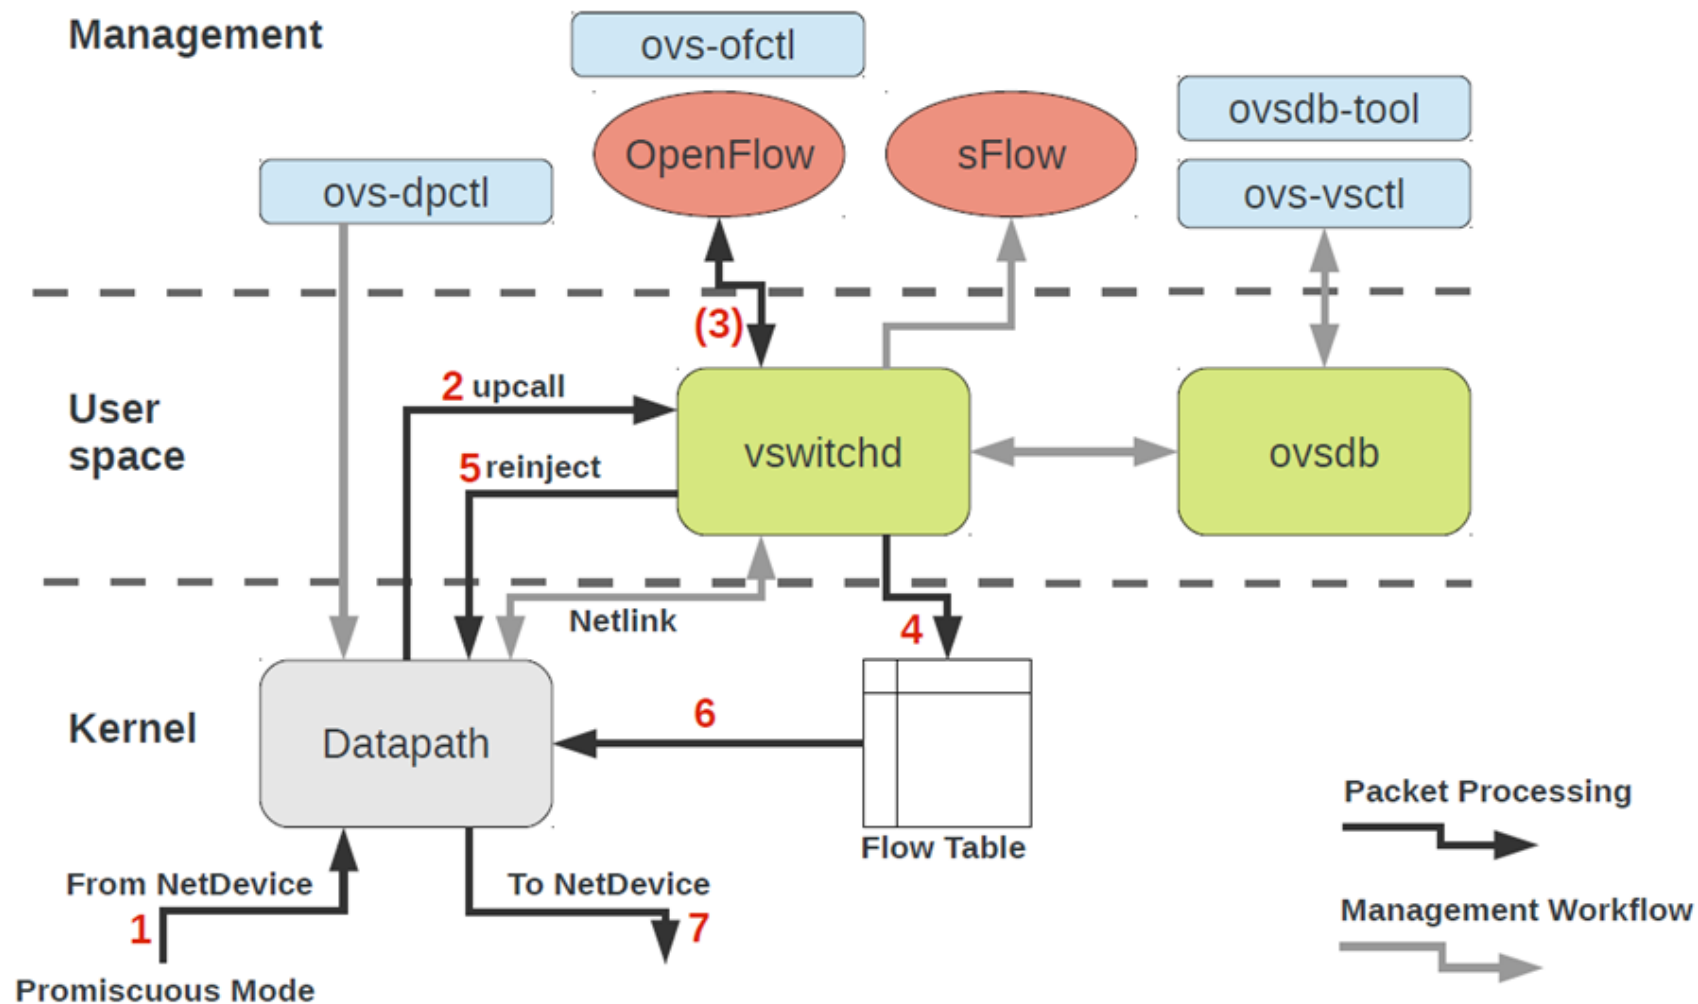 Management
ovs-ofctl
OpenFlow
sFlow
ovsdb-tool
ovs-vsctl
ovs-dpctl
(3)
2 upcall
User
space
5 reinject
vswitchd
ovsdb
Netlink
4
Kernel
Datapath
6
Flow Table
Packet Processing
Management Workflow
From NetDevice
1
Promiscuous Mode
To NetDevice
7